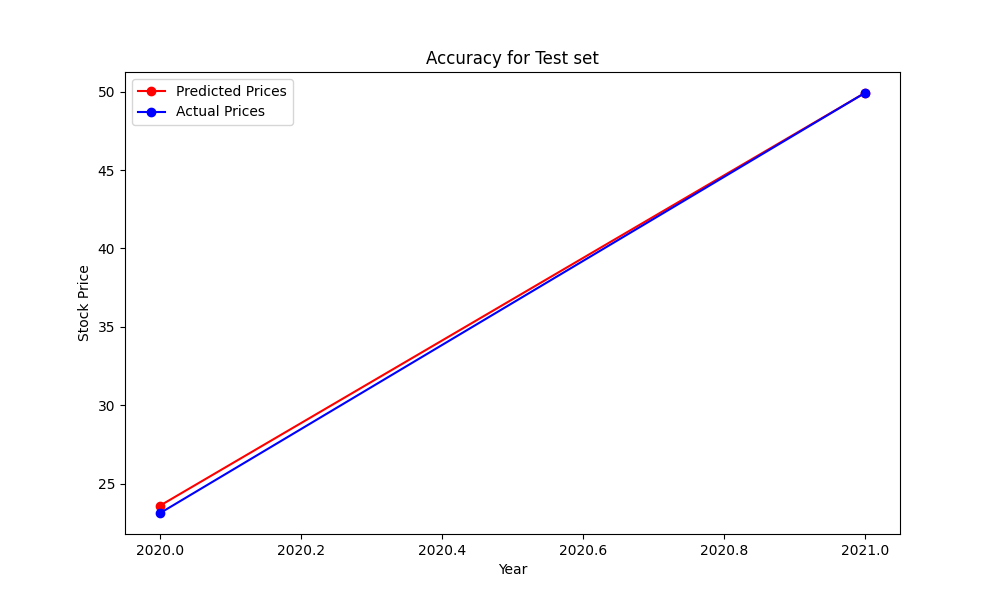 Accuracy for Test set
Predicted Prices
Actual Prices
50
45
40
35
30
25
Stock Price
2020.0 2020.2 2020.4 2020.6 2020.8 2021.0
Year